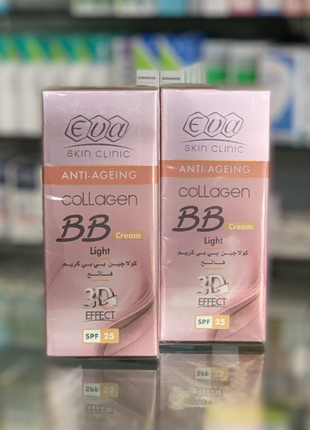 Eva
SKIN CLINIC
ANTI-AGEING
collagen
BB Cream
Light
كولاجين بي بي كريم
فاتح
3D
EFFECT
SPF 25
Eva
SKIN CLINIC
ANTI-AGEING
collagen
BB Cream
Light
كولاجين بي بي كريم
فاتح
3D
EFFECT
SPF 25